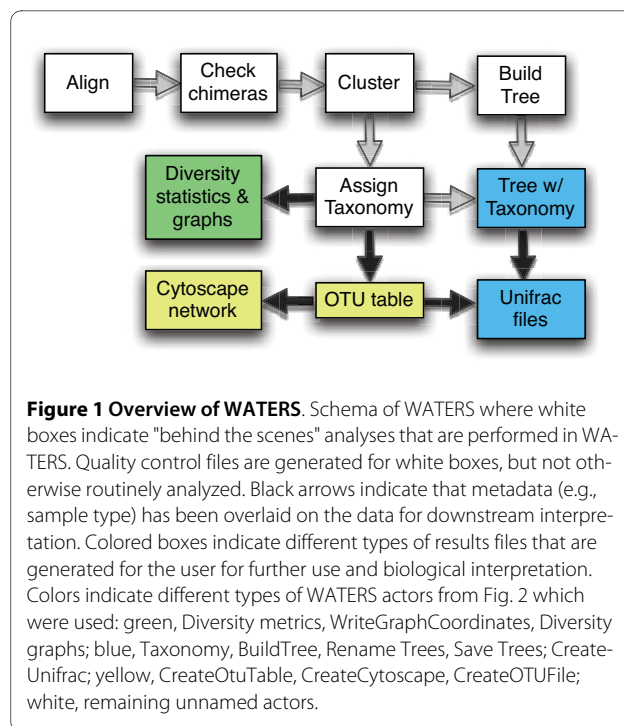 Align
Check
chimeras
Cluster
Build
Tree
Diversity
statistics &
graphs
Assign
Taxonomy
Tree w/
Taxonomy
Cytoscape
network
OTU table
Unifrac
files
Figure 1 Overview of WATERS. Schema of WATERS where white
boxes indicate "behind the scenes" analyses that are performed in WA-
TERS. Quality control files are generated for white boxes, but not oth-
erwise routinely analyzed. Black arrows indicate that metadata (e.g.,
sample type) has been overlaid on the data for downstream interpre-
tation. Colored boxes indicate different types of results files that are
generated for the user for further use and biological interpretation.
Colors indicate different types of WATERS actors from Fig. 2 which
were used: green, Diversity metrics, WriteGraphCoordinates, Diversity
graphs; blue, Taxonomy, BuildTree, Rename Trees, Save Trees; Create-
Unifrac; yellow, CreateOtuTable, CreateCytoscape, CreateOTUFile;
white, remaining unnamed actors.